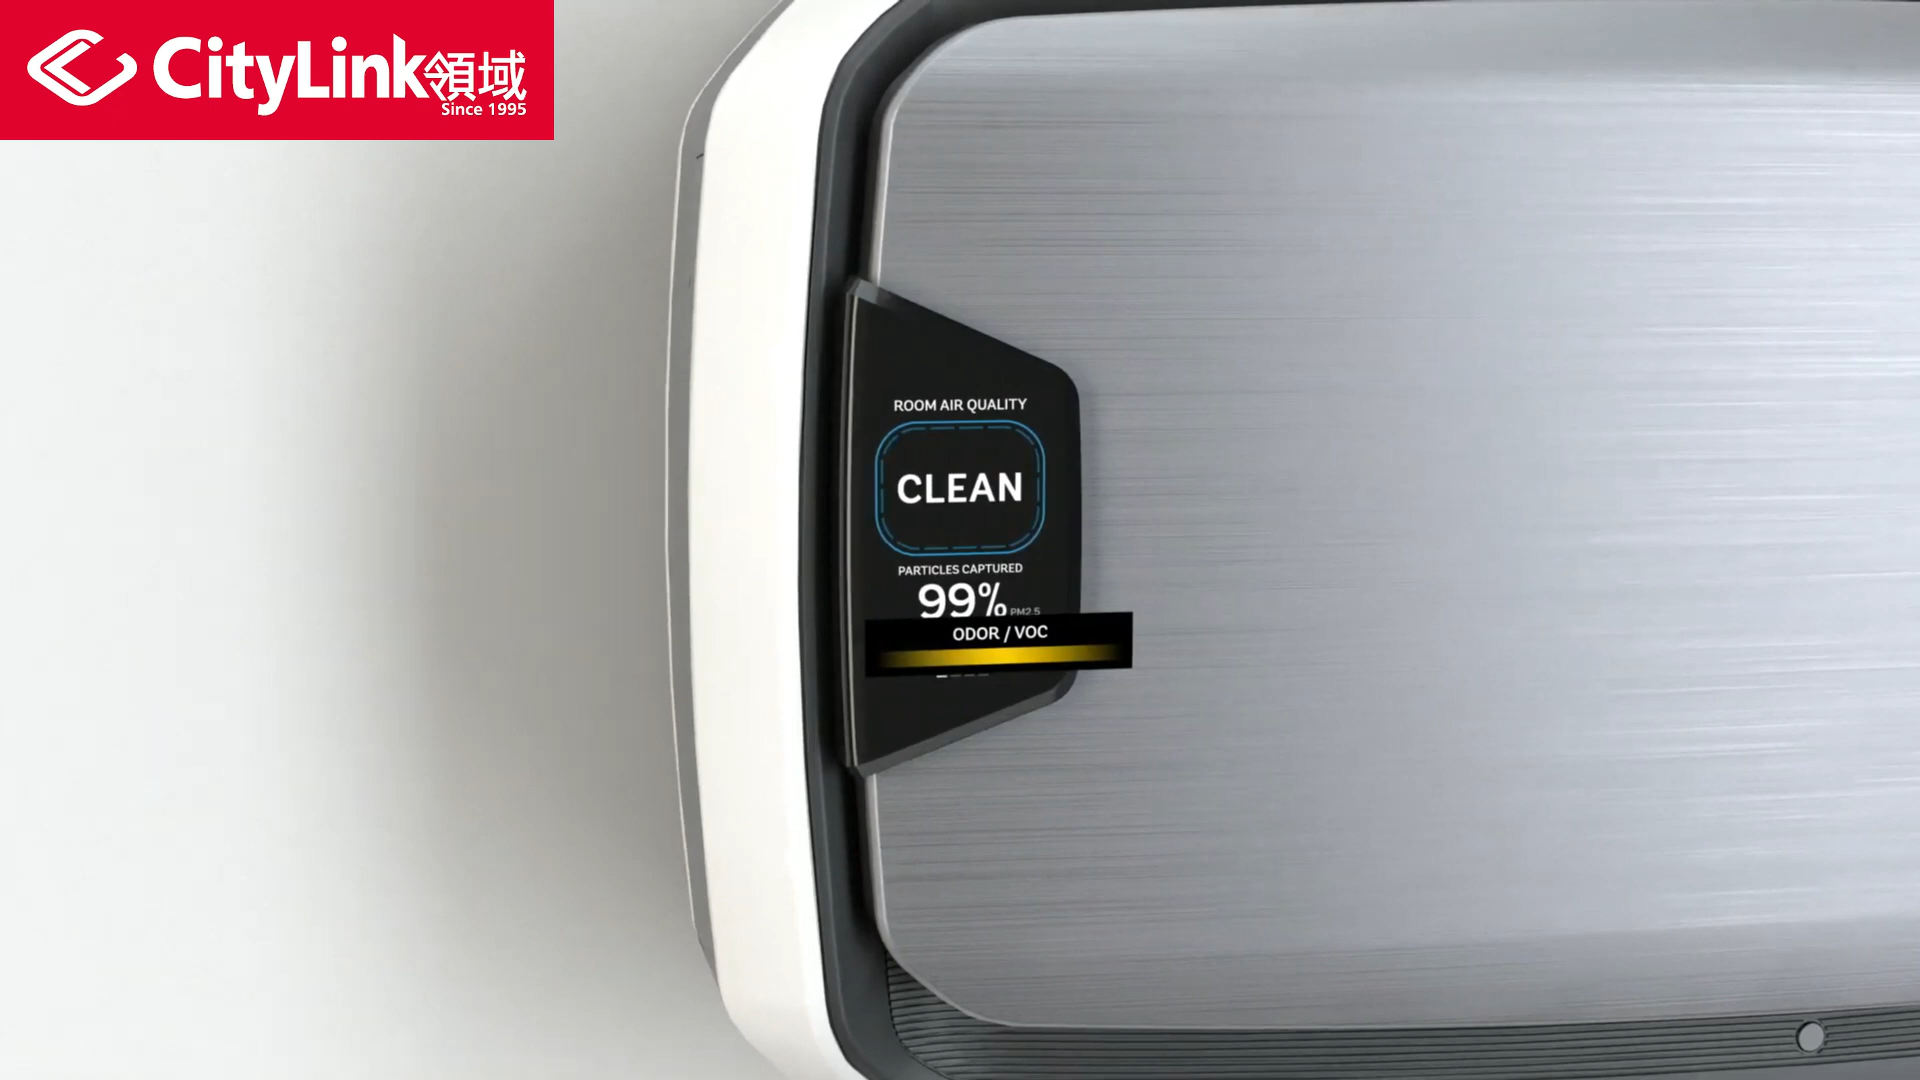 CityLink領域
Since 1995
ROOM AIR QUALITY
CLEAN
PARTICLES CAPTURED
99% PM2.5
ODOR / VOC